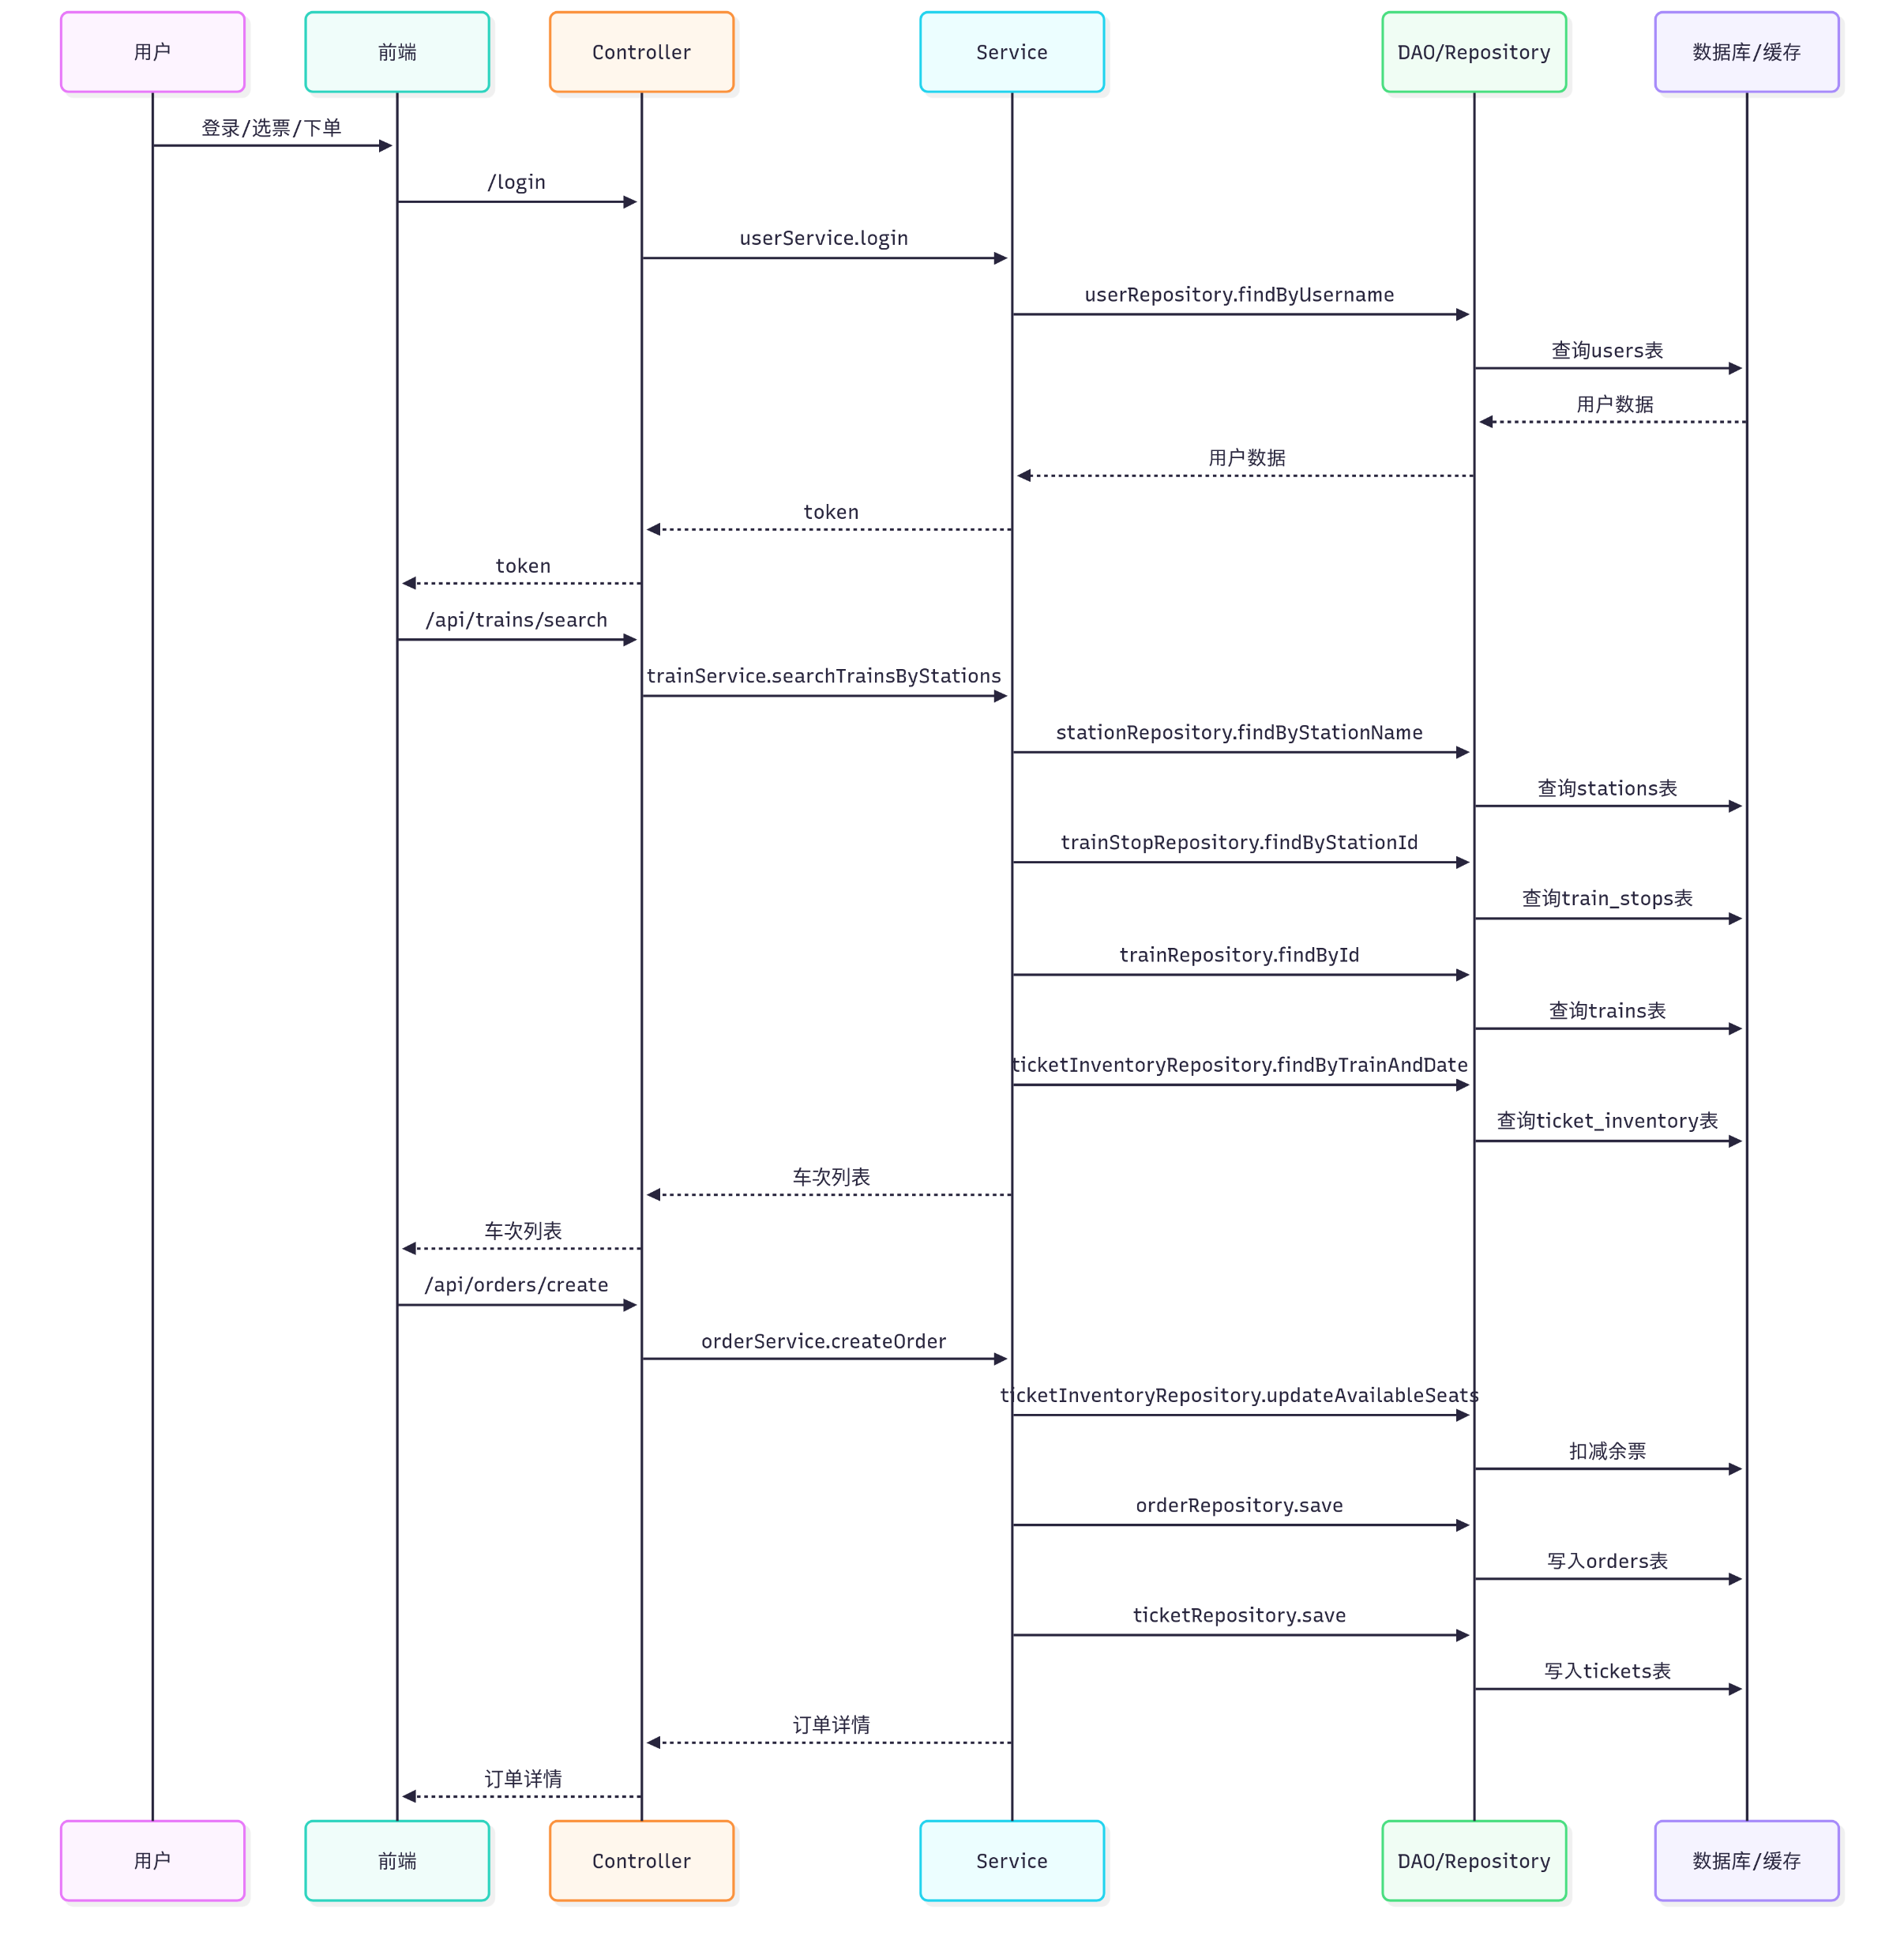 用户
前端
Controller
Service
DAO/Repository
数据库/缓存
登录/选票/下单
/login
userService.login
userRepository.findByUsername
查询users表
用户数据
用户数据
token
token
/api/trains/search
trainService.searchTrainsByStations
stationRepository.findByStationName
查询stations表
trainStopRepository.findByStationId
查询train_stops表
trainRepository.findById
查询trains表
ticketInventoryRepository.findByTrainAndDate
查询ticket_inventory表
车次列表
车次列表
/api/orders/create
orderService.createOrder
ticketInventoryRepository.updateAvailableSeats
扣减余票
orderRepository.save
写入orders表
ticketRepository.save
写入tickets表
订单详情
订单详情
用户
前端
Controller
Service
DAO/Repository
数据库/缓存